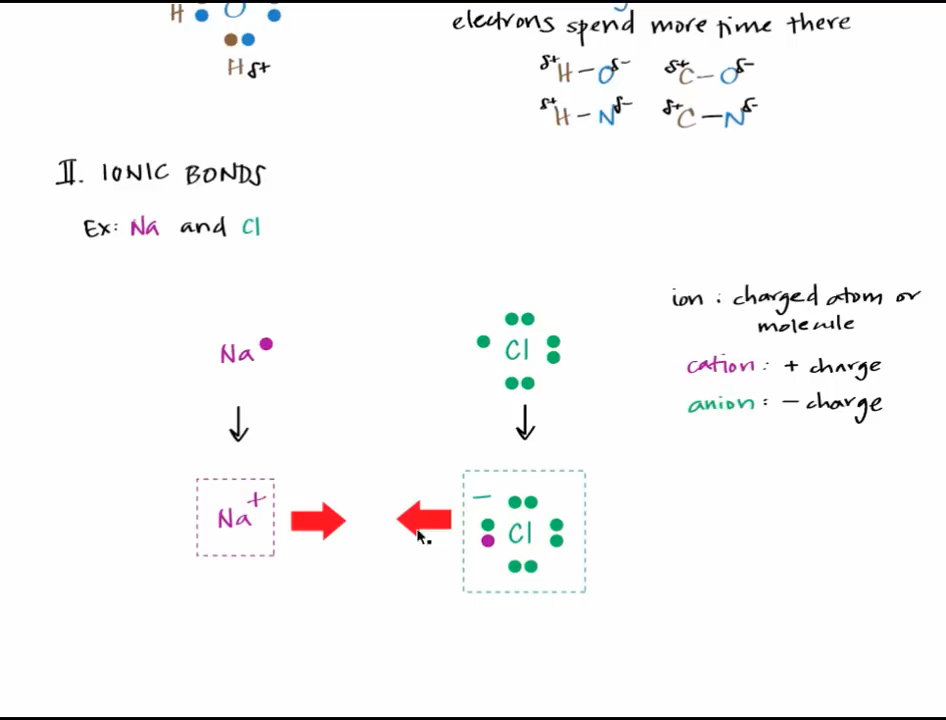 electrons spend more time there
H O
H δ+
δ+ H – O δ– δ+ C – O δ–
δ+ H – N δ– δ+ C – N δ–
II. IONIC BONDS
Ex: Na and Cl
ion : charged atom or
molecule
Na Cl
cation : + charge
anion : – charge
Na+ – Cl